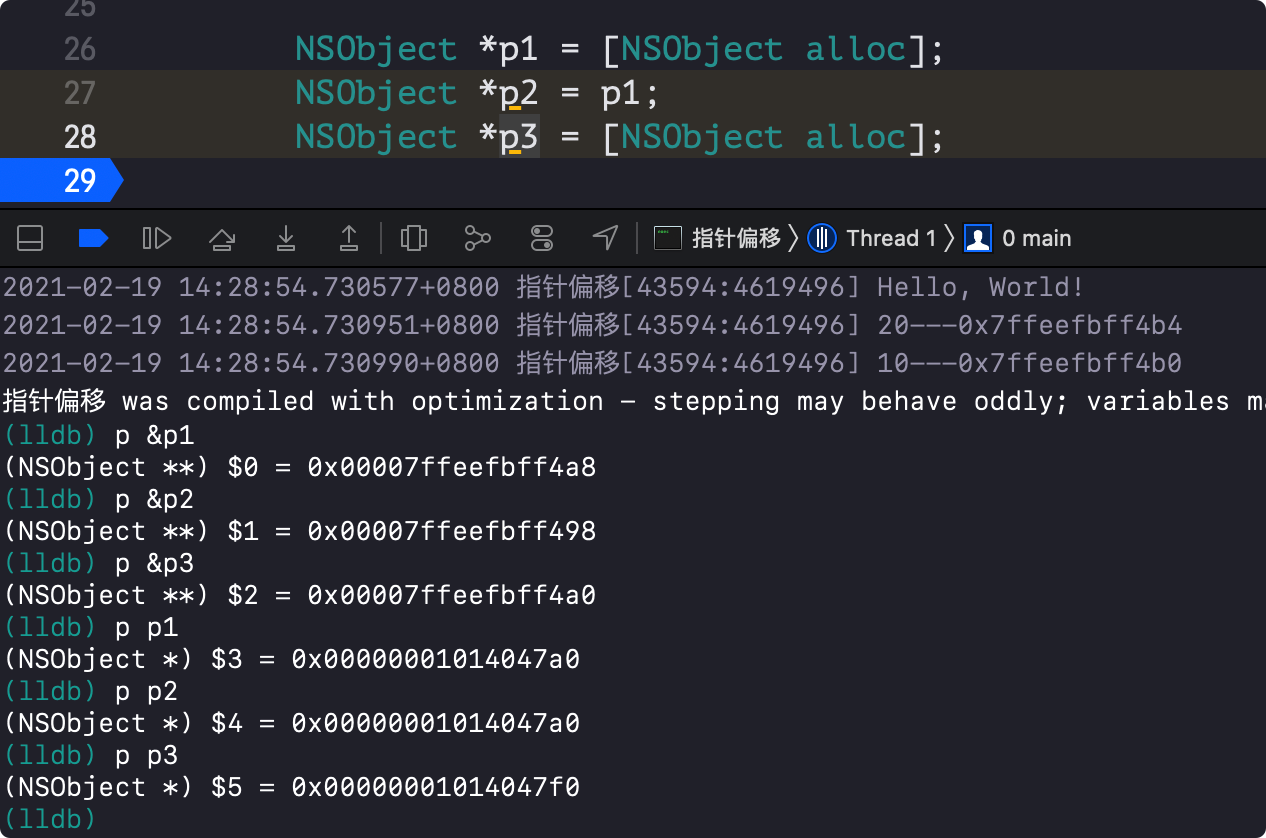 25
26 NSObject *p1 = [NSObject alloc];
27 NSObject *p2 = p1;
28 NSObject *p3 = [NSObject alloc];
29
指针偏移 〉 Thread 1 〉 0 main
2021-02-19 14:28:54.730577+0800 指针偏移[43594:4619496] Hello, World!
2021-02-19 14:28:54.730951+0800 指针偏移[43594:4619496] 20---0x7ffeefbff4b4
2021-02-19 14:28:54.730990+0800 指针偏移[43594:4619496] 10---0x7ffeefbff4b0
指针偏移 was compiled with optimization - stepping may behave oddly; variables
(lldb) p &p1
(NSObject **) $0 = 0x00007ffeefbff4a8
(lldb) p &p2
(NSObject **) $1 = 0x00007ffeefbff498
(lldb) p &p3
(NSObject **) $2 = 0x00007ffeefbff4a0
(lldb) p p1
(NSObject *) $3 = 0x00000001014047a0
(lldb) p p2
(NSObject *) $4 = 0x00000001014047a0
(lldb) p p3
(NSObject *) $5 = 0x00000001014047f0
(lldb)